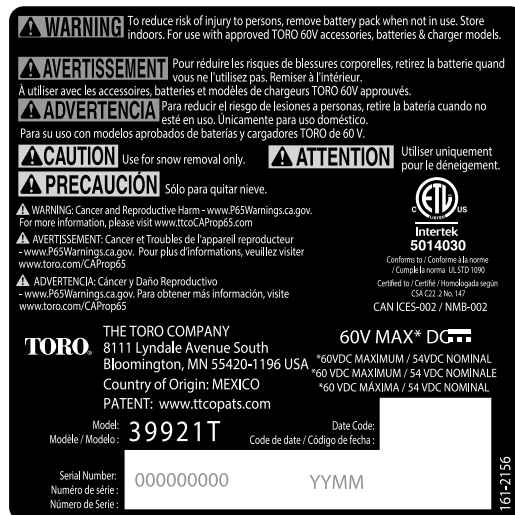 WARNING To reduce risk of injury to persons, remove battery pack when not in use. Store
indoors. For use with approved TORO 60V accessories, batteries & charger models.
AVERTISSEMENT Pour réduire les risques de blessures corporelles, retirez la batterie quand
vous ne l'utilisez pas. Remiser à l'intérieur.
À utiliser avec les accessoires, batteries et modèles de chargeurs TORO 60V approuvés.
ADVERTENCIA Para reducir el riesgo de lesiones a personas, retire la batería cuando no
esté en uso. Únicamente para uso doméstico.
Para su uso con modelos aprobados de baterías y cargadores TORO de 60 V.
CAUTION Use for snow removal only.
ATTENTION Utiliser uniquement
pour le déneigement.
PRECAUCIÓN Sólo para quitar nieve.
WARNING: Cancer and Reproductive Harm - www.P65Warnings.ca.gov.
For more information, please visit www.ttcoCAProp65.com
AVERTISSEMENT: Cancer et Troubles de l'appareil reproducteur
- www.P65Warnings.ca.gov. Pour plus d'informations, veuillez visiter
www.toro.com/CAProp65
ADVERTENCIA: Cáncer y Daño Reproductivo
- www.P65Warnings.ca.gov. Para obtener más información, visite
www.toro.com/CAProp65
C ETL US
LISTED
Intertek
5014030
Conforms to / Conforme à la norme
/ Cumple la norma UL STD 1090
Certified to / Certifié / Homologada según
CSA C22 .2 No. 147
CAN ICES-002 / NMB-002
TORO.
THE TORO COMPANY
8111 Lyndale Avenue South
Bloomington, MN 55420-1196 USA
Country of Origin: MEXICO
PATENT: www.ttcopats.com
60V MAX* DC
*60VDC MAXIMUM / 54VDC NOMINAL
*60 VDC MAXIMUM / 54 VDC NOMINALE
*60 VDC MÁXIMA / 54 VDC NOMINAL
Model:
Modèle / Modelo :
39921T
Date Code:
Code de date / Código de fecha :
Serial Number:
Numéro de série :
Número de Serie :
000000000 YYMM
161-2156